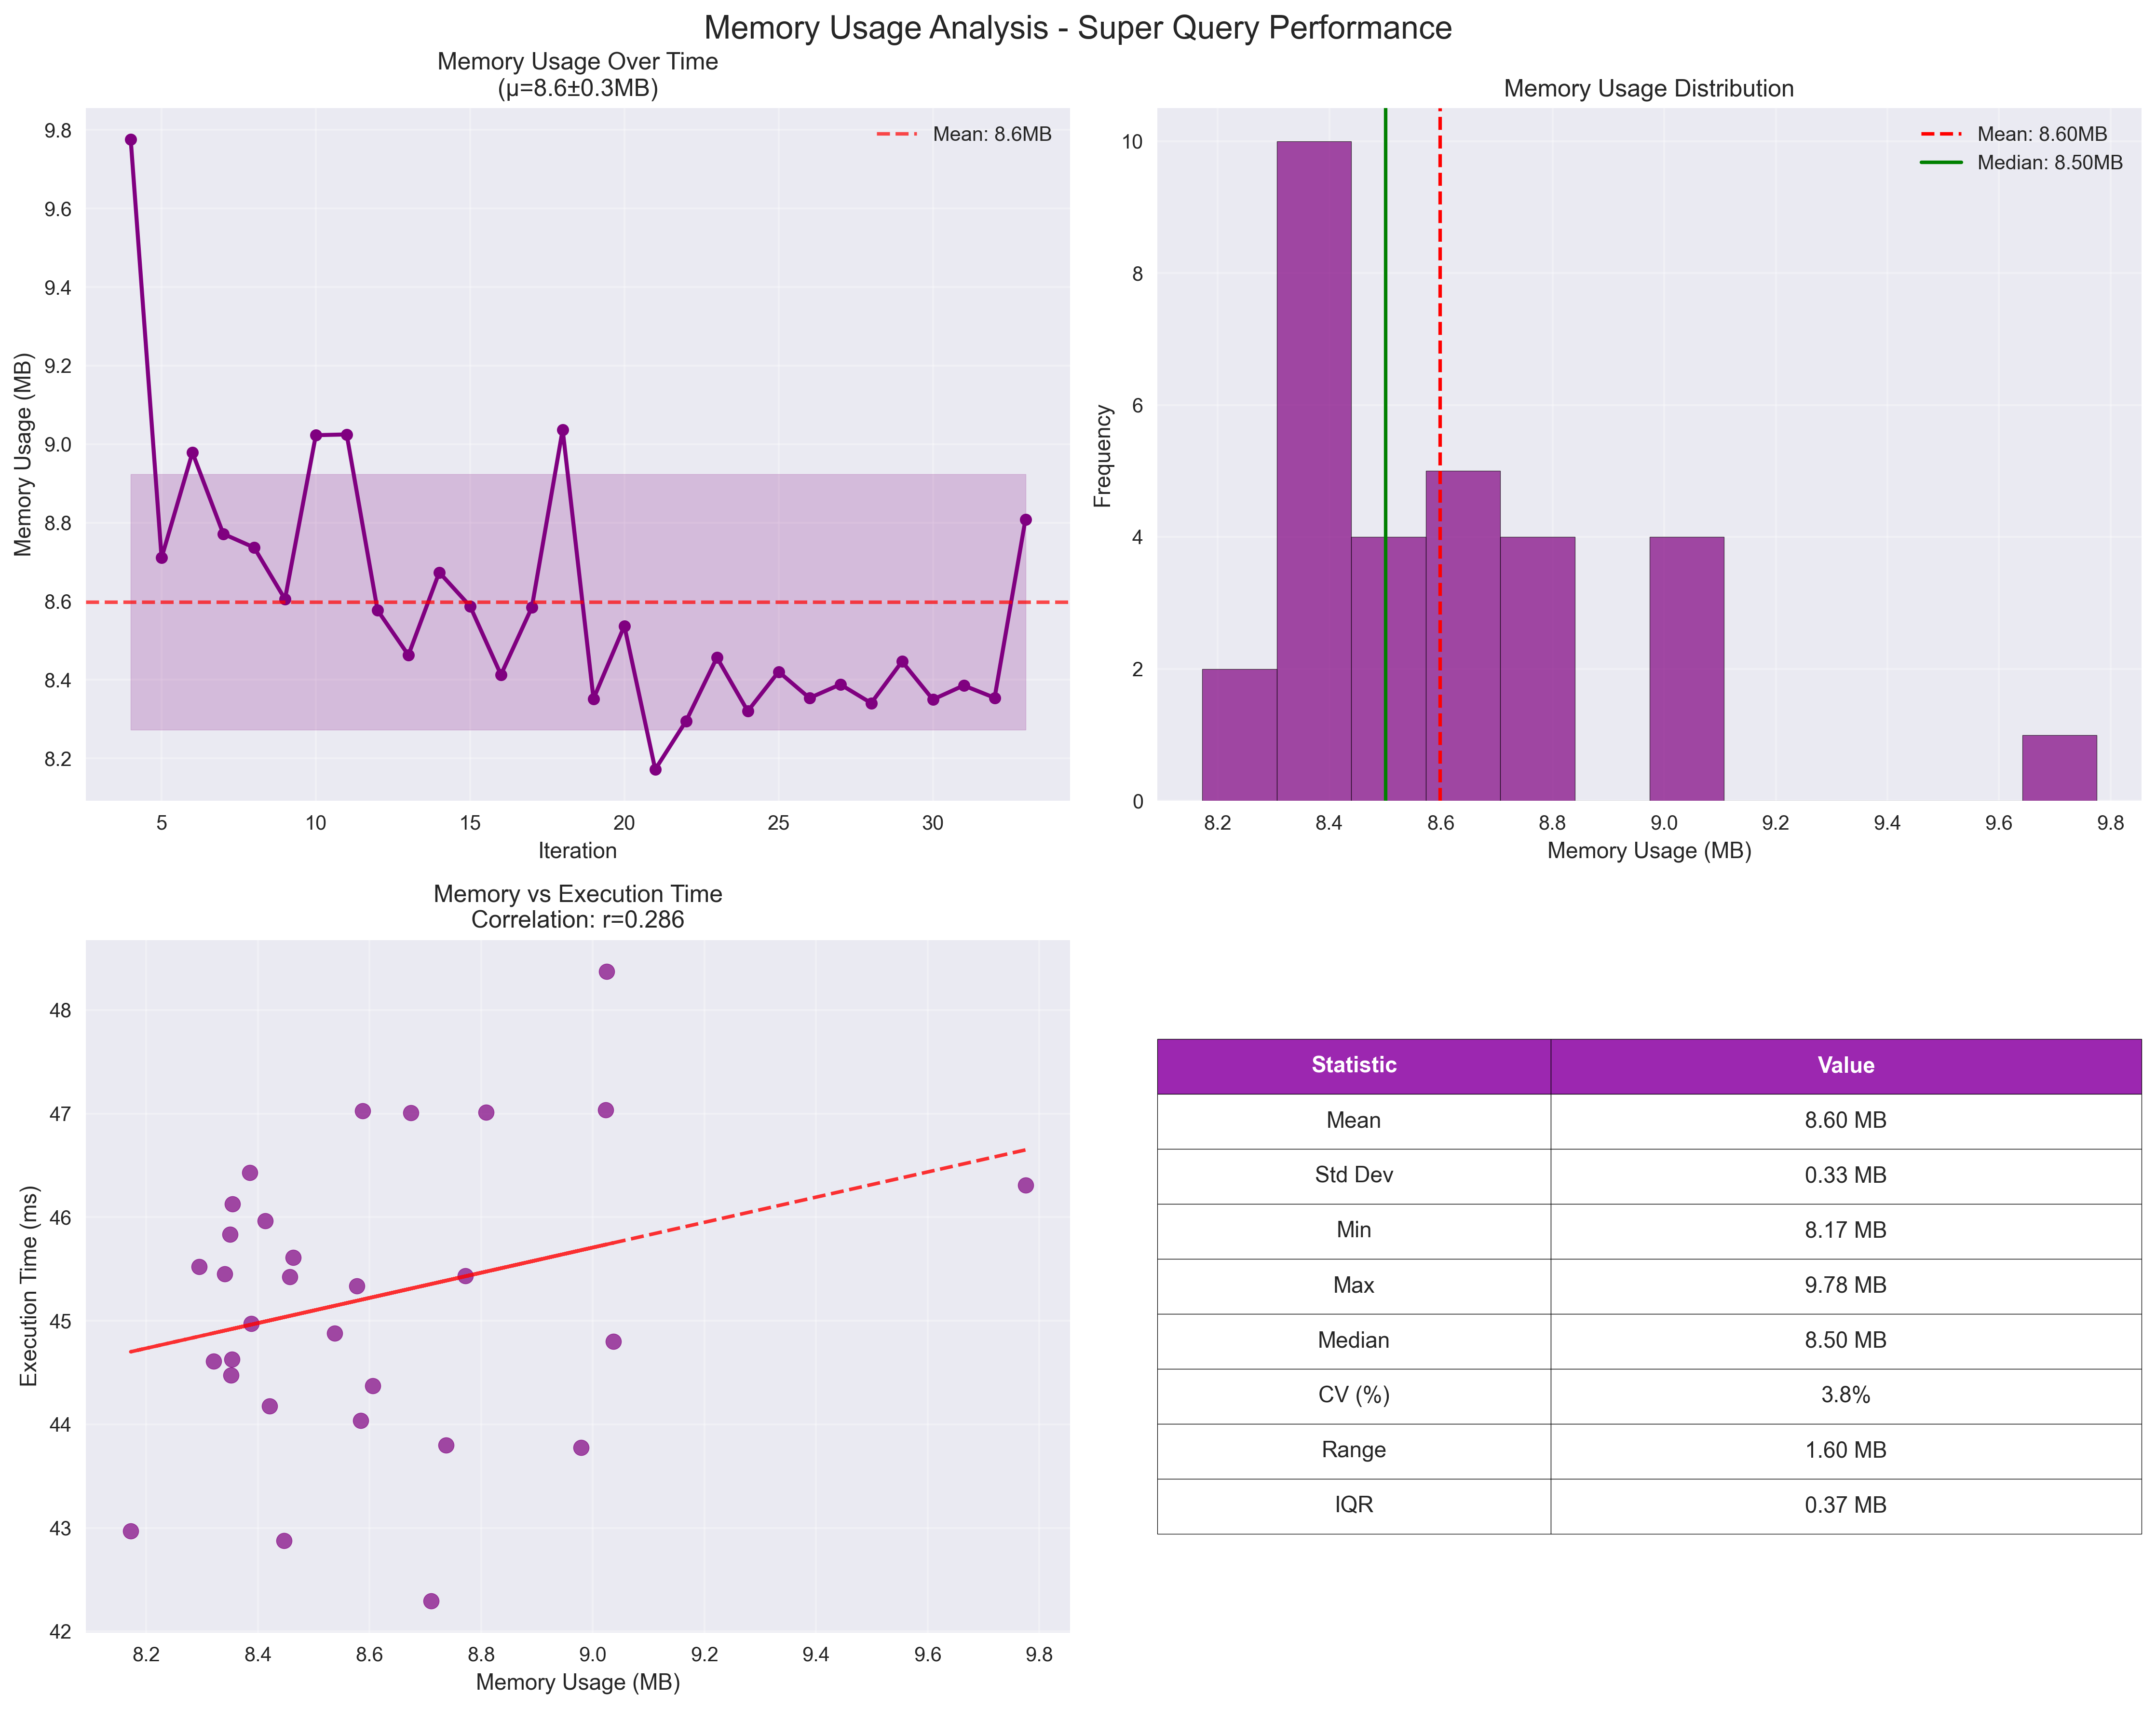 Memory Usage Analysis - Super Query Performance
Memory Usage Over Time
(μ=8.6±0.3MB)
Mean: 8.6MB
Memory Usage (MB)
9.8
9.6
9.4
9.2
9.0
8.8
8.6
8.4
8.2
5 10 15 20 25 30
Iteration
Memory Usage Distribution
Mean: 8.60MB
Median: 8.50MB
Frequency
10
8
6
4
2
0
8.2 8.4 8.6 8.8 9.0 9.2 9.4 9.6 9.8
Memory Usage (MB)
Memory vs Execution Time
Correlation: r=0.286
Execution Time (ms)
48
47
46
45
44
43
42
8.2 8.4 8.6 8.8 9.0 9.2 9.4 9.6 9.8
Memory Usage (MB)
Statistic Value
Mean 8.60 MB
Std Dev 0.33 MB
Min 8.17 MB
Max 9.78 MB
Median 8.50 MB
CV (%) 3.8%
Range 1.60 MB
IQR 0.37 MB